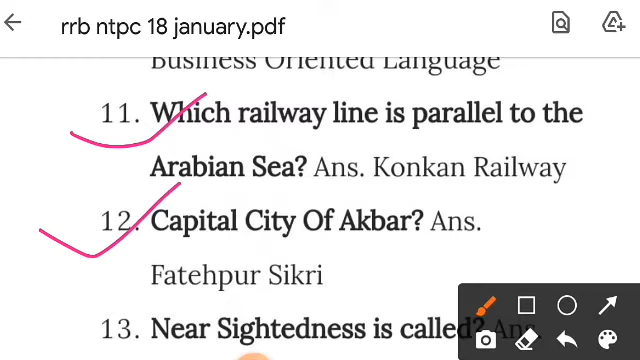 rrb ntpc 18 january.pdf
Business Oriented Language
11. Which railway line is parallel to the
Arabian Sea? Ans. Konkan Railway
12. Capital City Of Akbar? Ans.
Fatehpur Sikri
13. Near Sightedness is called? Ans.